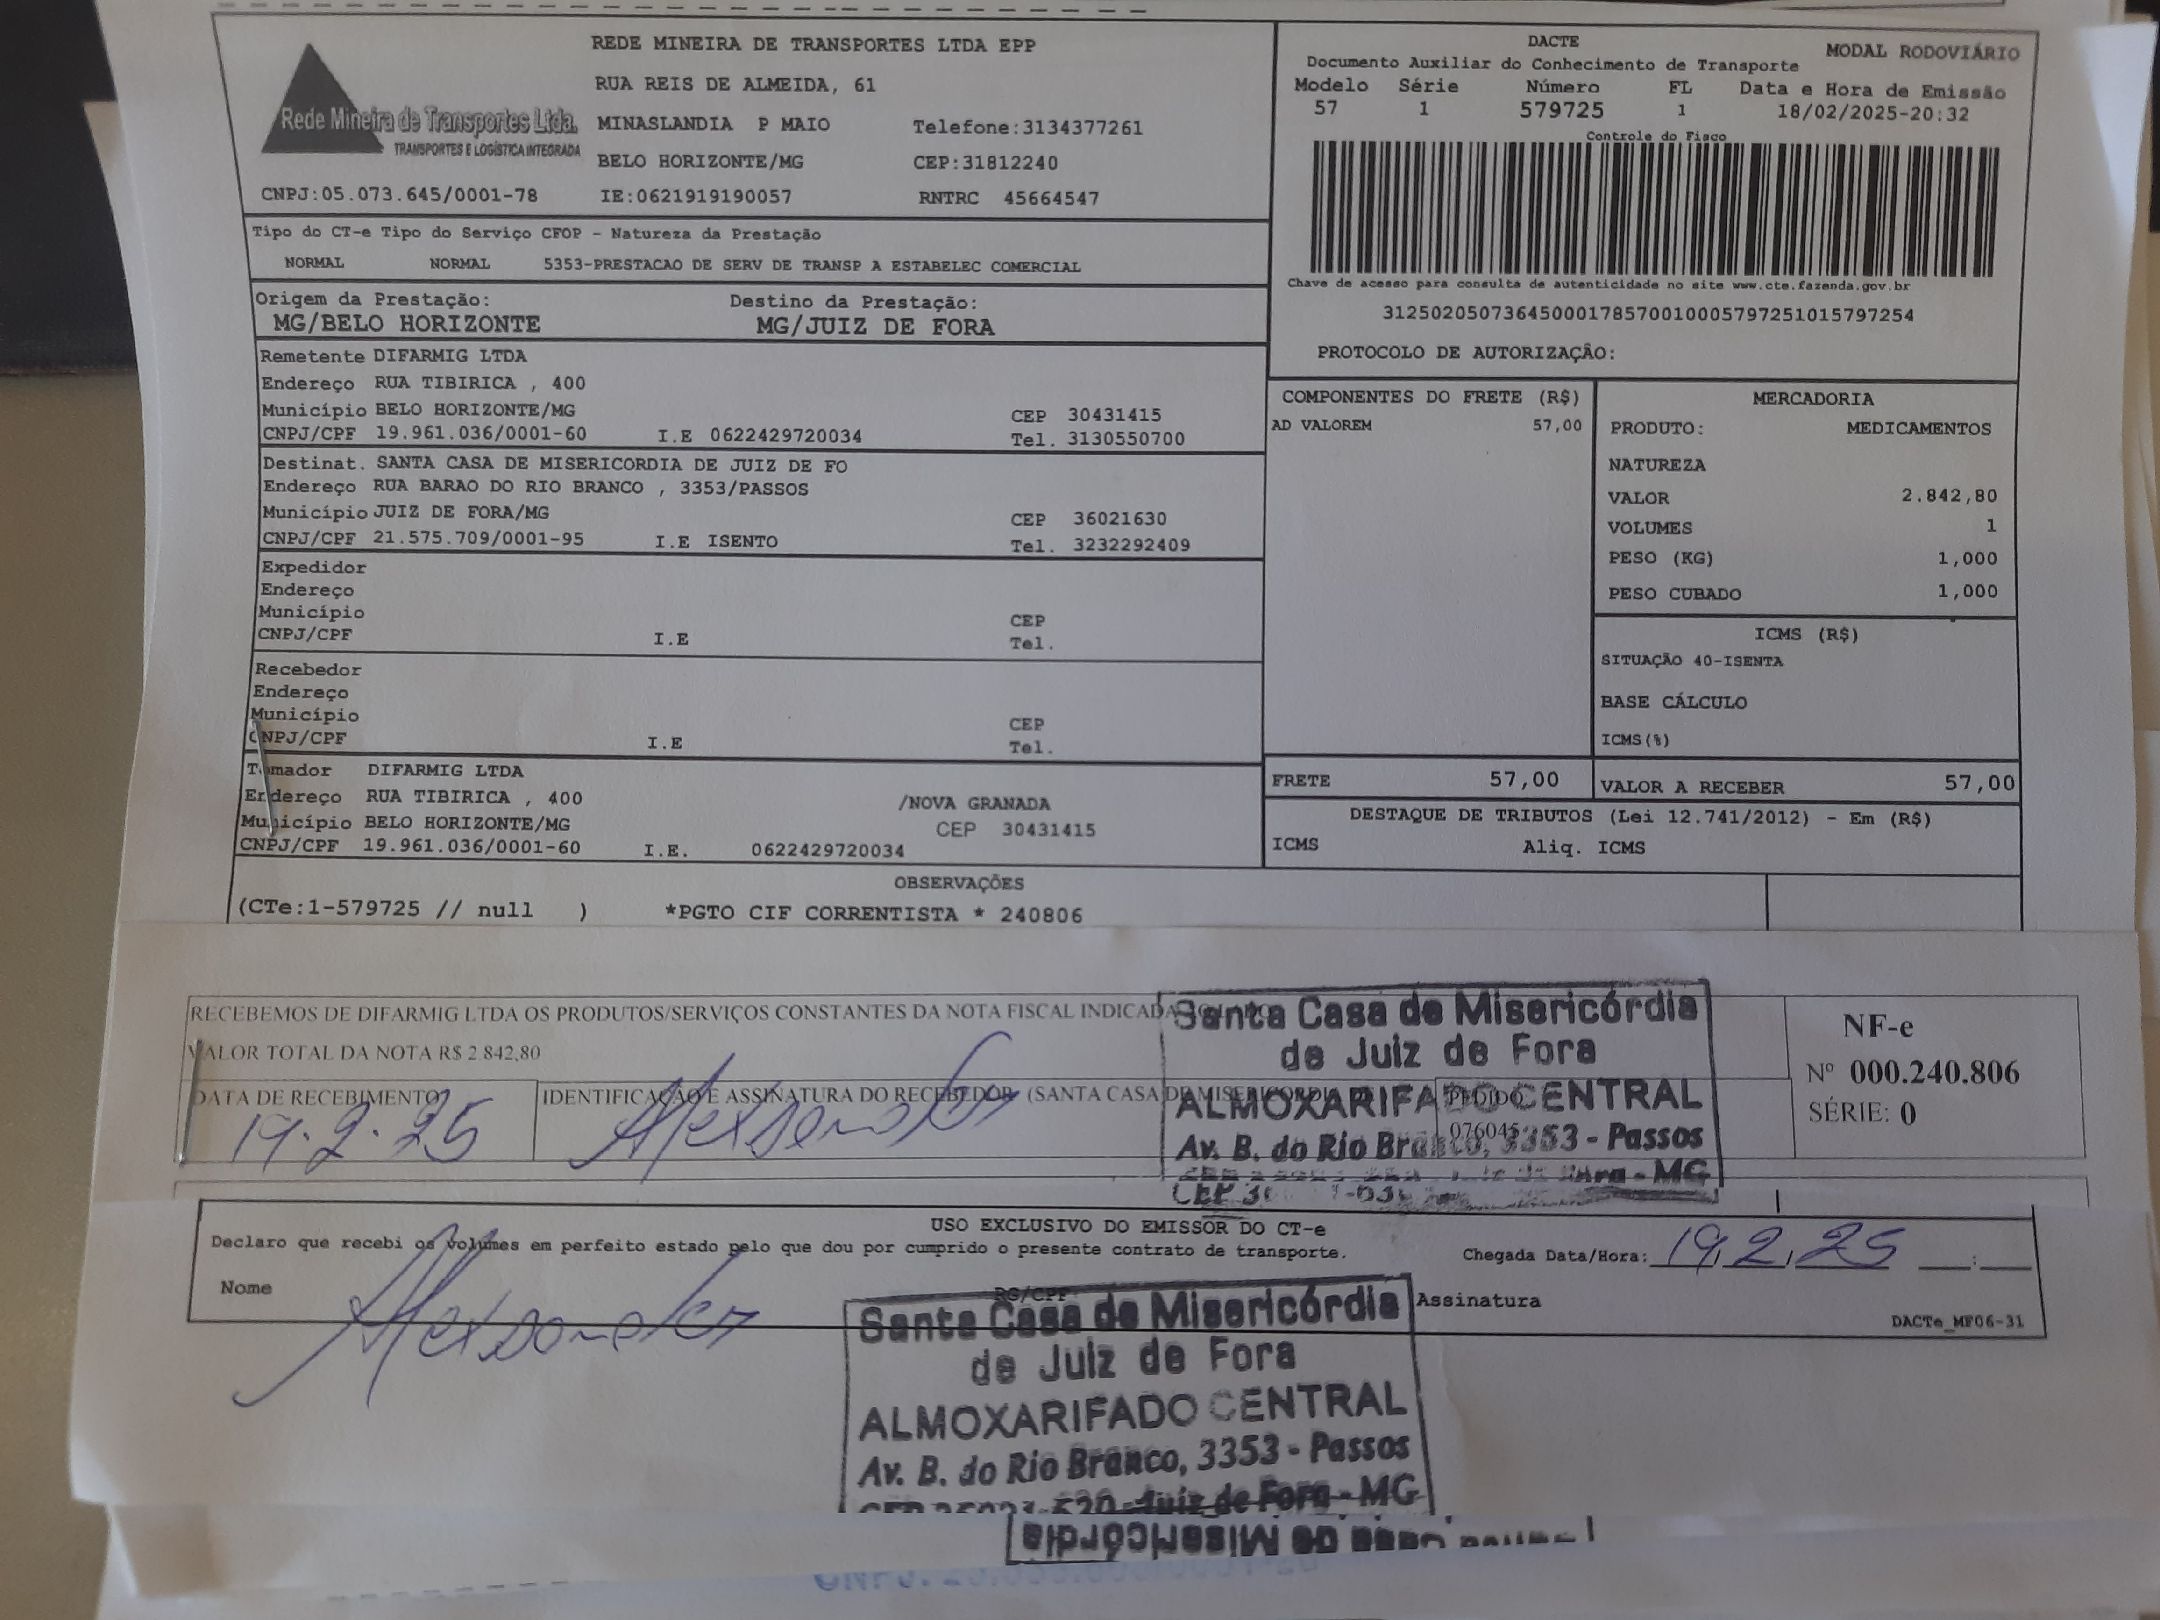 REDE MINEIRA DE TRANSPORTES LTDA EPP
RUA REIS DE ALMEIDA, 61
Rede Mineira de Transportes Ltda.
TRANSPORTES E LOGÍSTICA INTEGRADA
MINASLANDIA P MAIO Telefone:3134377261
BELO HORIZONTE/MG CEP:31812240
CNPJ:05.073.645/0001-78 IE:0621919190057 RNTRC 45664547
DACTE MODAL RODOVIÁRIO
Documento Auxiliar do Conhecimento de Transporte
Modelo Série Número FL Data e Hora de Emissão
57 1 579725 1 18/02/2025-20:32
Controle do Fisco
Chave de acesso para consulta de autenticidade no site www.cte.fazenda.gov.br
31250205073645000178570010005797251015797254
PROTOCOLO DE AUTORIZAÇÃO:
Tipo do CT-e Tipo do Serviço CFOP - Natureza da Prestação
NORMAL NORMAL 5353-PRESTACAO DE SERV DE TRANSP A ESTABELEC COMERCIAL
Origem da Prestação: Destino da Prestação:
MG/BELO HORIZONTE MG/JUIZ DE FORA
Remetente DIFARMIG LTDA
Endereço RUA TIBIRICA , 400
Município BELO HORIZONTE/MG CEP 30431415
CNPJ/CPF 19.961.036/0001-60 I.E 0622429720034 Tel. 3130550700
Destinat. SANTA CASA DE MISERICORDIA DE JUIZ DE FO
Endereço RUA BARAO DO RIO BRANCO , 3353/PASSOS
Município JUIZ DE FORA/MG CEP 36021630
CNPJ/CPF 21.575.709/0001-95 I.E ISENTO Tel. 3232292409
Expedidor
Endereço
Município CEP
CNPJ/CPF I.E Tel.
Recebedor
Endereço
Município CEP
CNPJ/CPF I.E Tel.
Tomador DIFARMIG LTDA
Endereço RUA TIBIRICA , 400 /NOVA GRANADA
Município BELO HORIZONTE/MG CEP 30431415
CNPJ/CPF 19.961.036/0001-60 I.E. 0622429720034
COMPONENTES DO FRETE (R$)
AD VALOREM 57,00
MERCADORIA
PRODUTO: MEDICAMENTOS
NATUREZA
VALOR 2.842,80
VOLUMES 1
PESO (KG) 1,000
PESO CUBADO 1,000
ICMS (R$)
SITUAÇÃO 40-ISENTA
BASE CÁLCULO
ICMS(%)
FRETE 57,00 VALOR A RECEBER 57,00
DESTAQUE DE TRIBUTOS (Lei 12.741/2012) - Em (R$)
ICMS Aliq. ICMS
OBSERVAÇÕES
(CTe:1-579725 // null ) *PGTO CIF CORRENTISTA * 240806
RECEBEMOS DE DIFARMIG LTDA OS PRODUTOS/SERVIÇOS CONSTANTES DA NOTA FISCAL INDICADA
VALOR TOTAL DA NOTA R$ 2 842,80
DATA DE RECEBIMENTO IDENTIFICAÇÃO E ASSINATURA DO RECEBEDOR (SANTA CASA DE MISERICORDIA
19.2.25
PEDIDO
076045
Santa Casa de Misericórdia
de Juiz de Fora
ALMOXARIFADO CENTRAL
Av. B. do Rio Branco, 3353 - Passos
Fora - MG
NF-e
Nº 000.240.806
SÉRIE: 0
USO EXCLUSIVO DO EMISSOR DO CT-e
Declaro que recebi os volumes em perfeito estado pelo que dou por cumprido o presente contrato de transporte. Chegada Data/Hora: 19 2 25 :
Nome RG/CPF Assinatura
DACTe_MF06-31
Santa Casa de Misericórdia
de Juiz de Fora
ALMOXARIFADO CENTRAL
Av. B. do Rio Branco, 3353 - Passos
Juiz de Fora - MG
de Misericórdia